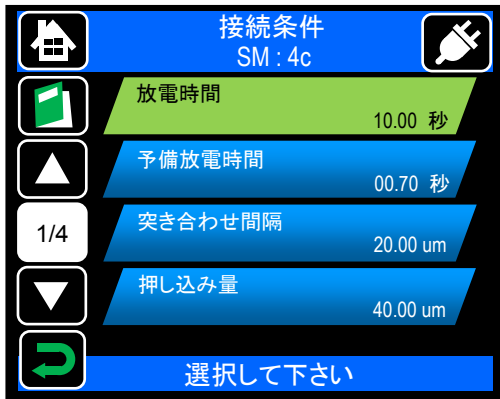 接続条件
SM : 4c
放電時間
10.00 秒
予備放電時間
00.70 秒
1/4
突き合わせ間隔
20.00 um
押し込み量
40.00 um
選択して下さい